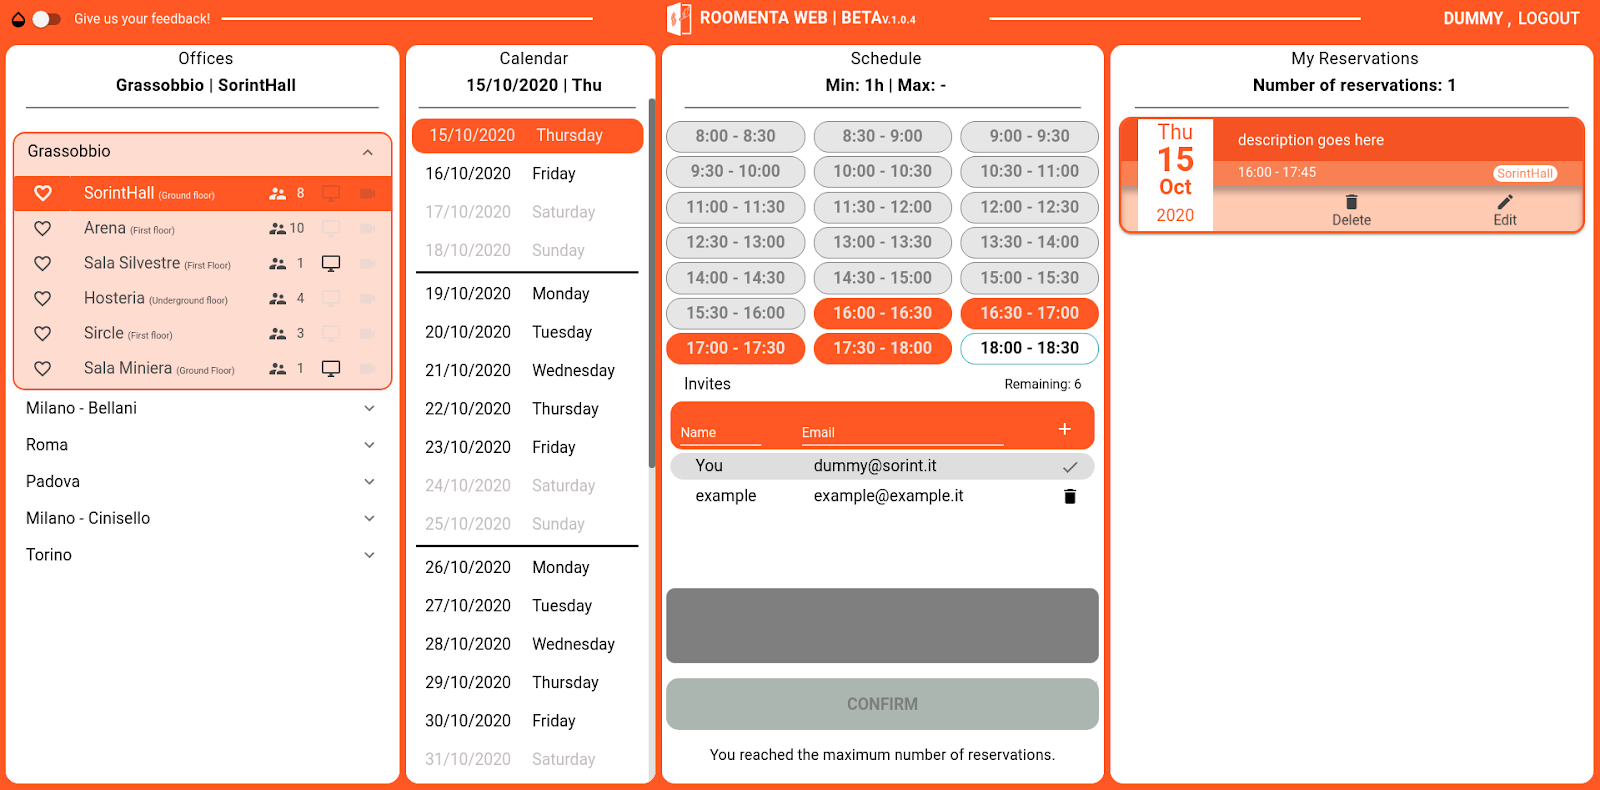 Give us your feedback!
ROOMENTA WEB | BETAV.1.0.4
DUMMY , LOGOUT
Offices
Grassobbio | SorintHall
Grassobbio
SorintHall (Ground floor) 8
Arena (First floor) 10
Sala Silvestre (First Floor) 1
Hosteria (Underground floor) 4
Sircle (First floor) 3
Sala Miniera (Ground Floor) 1
Milano - Bellani
Roma
Padova
Milano - Cinisello
Torino
Calendar
15/10/2020 | Thu
15/10/2020 Thursday
16/10/2020 Friday
17/10/2020 Saturday
18/10/2020 Sunday
19/10/2020 Monday
20/10/2020 Tuesday
21/10/2020 Wednesday
22/10/2020 Thursday
23/10/2020 Friday
24/10/2020 Saturday
25/10/2020 Sunday
26/10/2020 Monday
27/10/2020 Tuesday
28/10/2020 Wednesday
29/10/2020 Thursday
30/10/2020 Friday
31/10/2020 Saturday
Schedule
Min: 1h | Max: -
8:00 - 8:30 8:30 - 9:00 9:00 - 9:30
9:30 - 10:00 10:00 - 10:30 10:30 - 11:00
11:00 - 11:30 11:30 - 12:00 12:00 - 12:30
12:30 - 13:00 13:00 - 13:30 13:30 - 14:00
14:00 - 14:30 14:30 - 15:00 15:00 - 15:30
15:30 - 16:00 16:00 - 16:30 16:30 - 17:00
17:00 - 17:30 17:30 - 18:00 18:00 - 18:30
Invites Remaining: 6
Name Email +
You dummy@sorint.it
example example@example.it
CONFIRM
You reached the maximum number of reservations.
My Reservations
Number of reservations: 1
Thu
15
Oct
2020
description goes here
16:00 - 17:45 SorintHall
Delete Edit